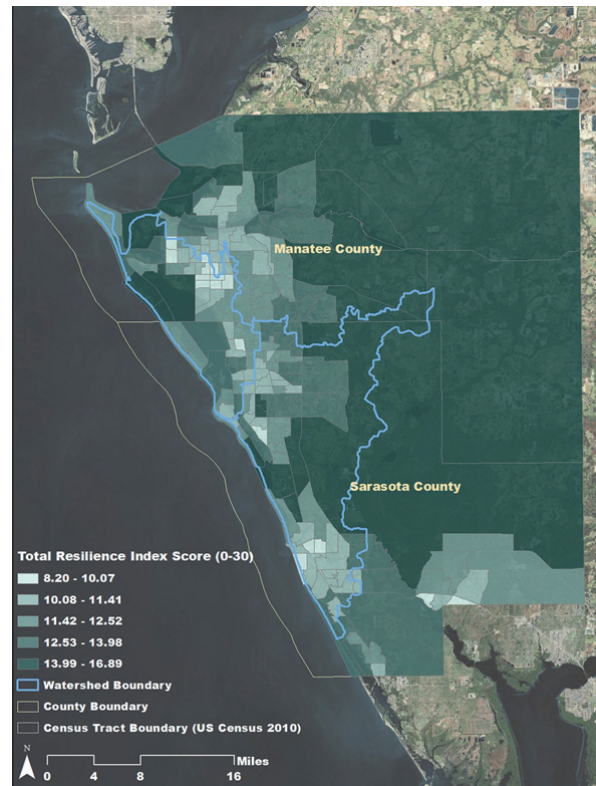 Manatee County
Sarasota County
Total Resilience Index Score (0-30)
8.20 - 10.07
10.08 - 11.41
11.42 - 12.52
12.53 - 13.98
13.99 - 16.89
Watershed Boundary
County Boundary
Census Tract Boundary (US Census 2010)
N
Miles
0 4 8 16